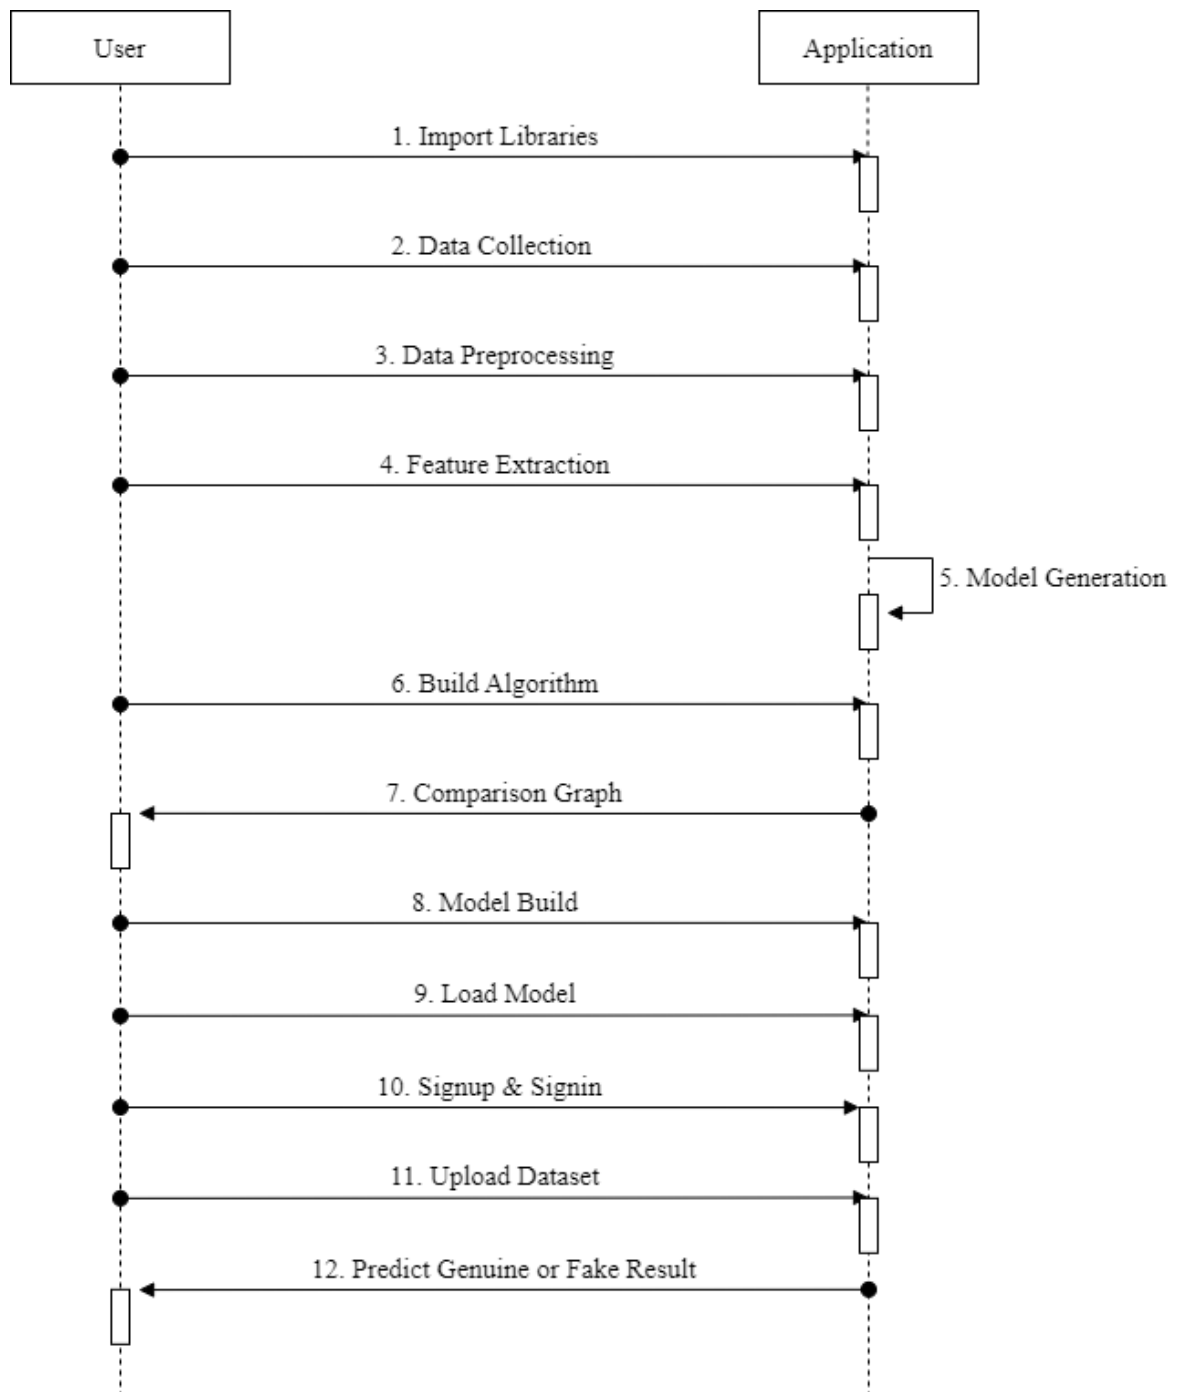 User
Application
1. Import Libraries
2. Data Collection
3. Data Preprocessing
4. Feature Extraction
5. Model Generation
6. Build Algorithm
7. Comparison Graph
8. Model Build
9. Load Model
10. Signup & Signin
11. Upload Dataset
12. Predict Genuine or Fake Result